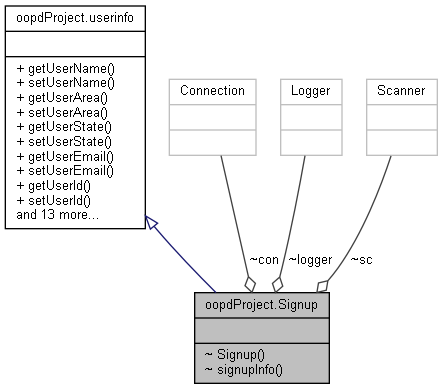 oopdProject.userinfo
+ getUserName()
+ setUserName()
+ getUserArea()
+ setUserArea()
+ getUserState()
+ setUserState()
+ getUserEmail()
+ setUserEmail()
+ getUserId()
+ setUserId()
and 13 more...
Connection
Logger
Scanner
~con
~logger
~sc
oopdProject.Signup
~ Signup()
~ signupInfo()